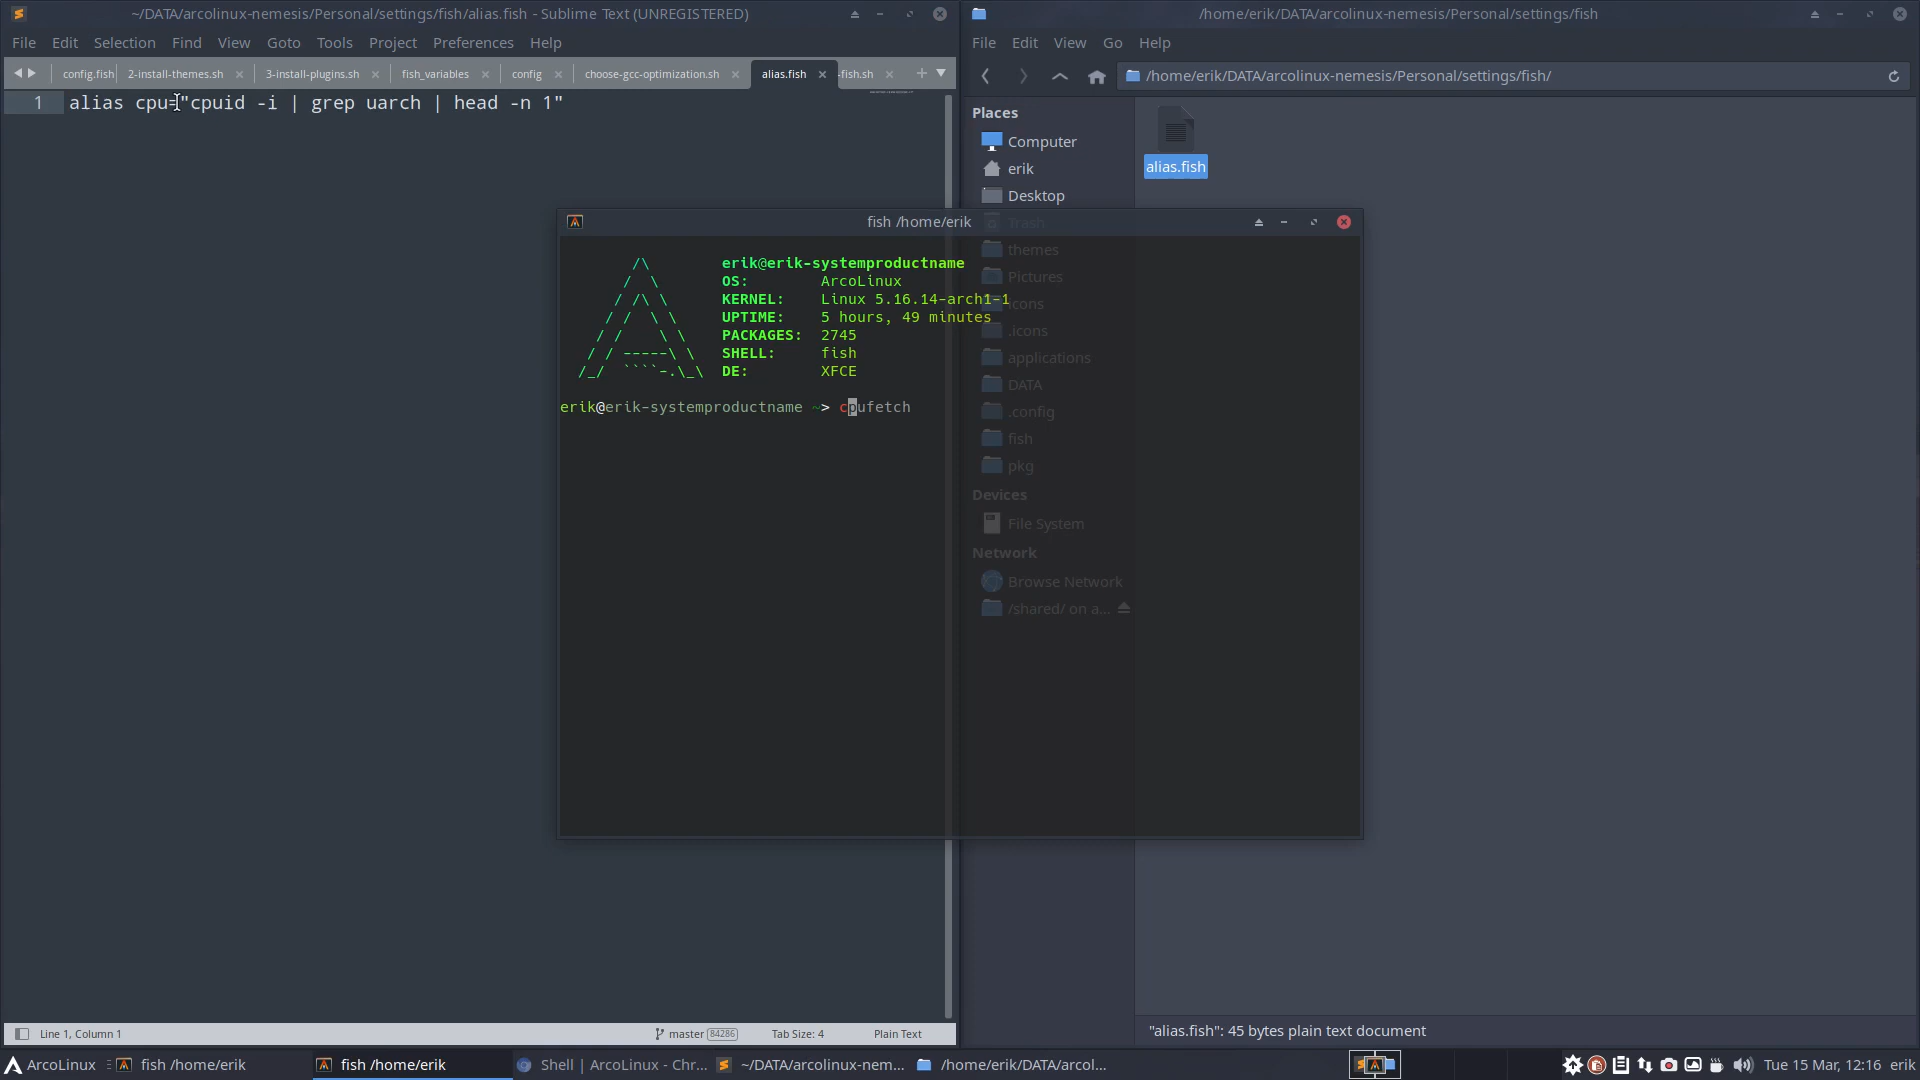 ~/DATA/arcolinux-nemesis/Personal/settings/fish/alias.fish - Sublime Text (UNREGISTERED)
File Edit Selection Find View Goto Tools Project Preferences Help
config.fish 2-install-themes.sh 3-install-plugins.sh fish_variables config choose-gcc-optimization.sh alias.fish -fish.sh
1 alias cpu="cpuid -i | grep uarch | head -n 1"
Line 1, Column 1 master 84286 Tab Size: 4 Plain Text
/home/erik/DATA/arcolinux-nemesis/Personal/settings/fish
File Edit View Go Help
/home/erik/DATA/arcolinux-nemesis/Personal/settings/fish/
Places
Computer
erik
Desktop
Trash
themes
Pictures
icons
.icons
applications
DATA
.config
fish
pkg
Devices
File System
Network
Browse Network
/shared/ on a...
alias.fish
"alias.fish": 45 bytes plain text document
fish /home/erik
/\
/  \
/ /\ \
/ /  \ \
/ /    \ \
/ / -----\ \
/_/  ````-.\_\
erik@erik-systemproductname
OS: ArcoLinux
KERNEL: Linux 5.16.14-arch1-1
UPTIME: 5 hours, 49 minutes
PACKAGES: 2745
SHELL: fish
DE: XFCE
erik@erik-systemproductname ~> cpufetch
ArcoLinux fish /home/erik fish /home/erik Shell | ArcoLinux - Chr... ~/DATA/arcolinux-nem... /home/erik/DATA/arcol... Tue 15 Mar, 12:16 erik